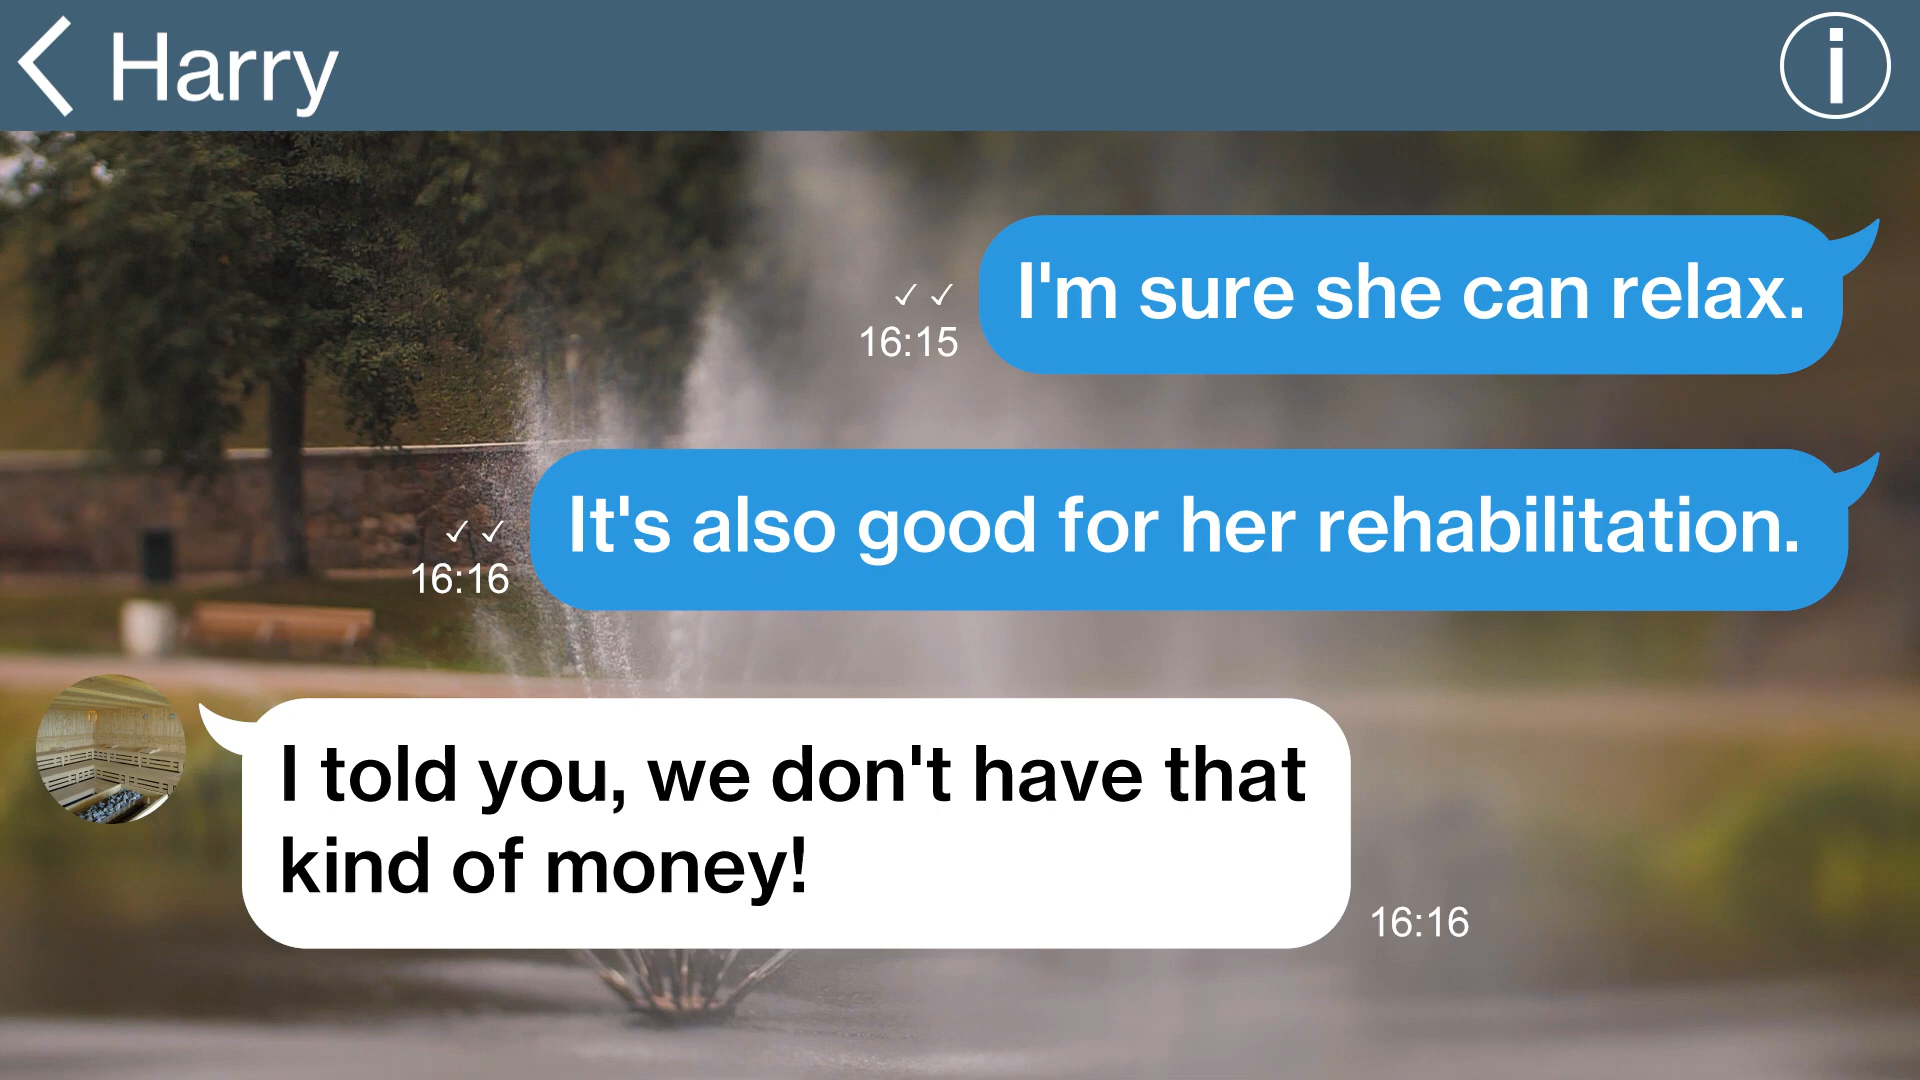 Harry
I'm sure she can relax.
16:15
It's also good for her rehabilitation.
16:16
I told you, we don't have that
kind of money!
16:16